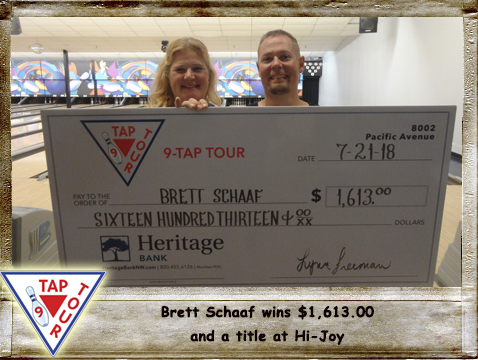 TAP
TOUR
9
9-TAP TOUR
8002
Pacific Avenue
DATE 7-21-18
PAY TO THE
ORDER OF BRETT SCHAAF $ 1,613.00
SIXTEEN HUNDRED THIRTEEN & 00/XX DOLLARS
Heritage
BANK
TAP
TOUR
9
Brett Schaaf wins $1,613.00
and a title at Hi-Joy